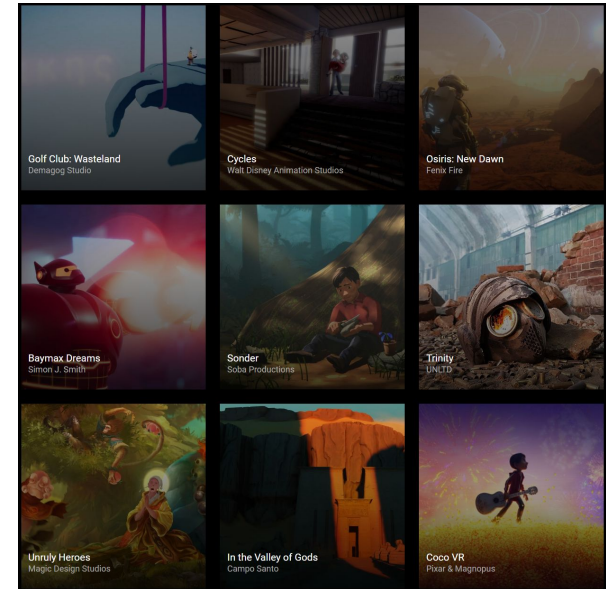 Golf Club: Wasteland
Demagog Studio
Cycles
Walt Disney Animation Studios
Osiris: New Dawn
Fenix Fire
Baymax Dreams
Simon J. Smith
Sonder
Soba Productions
Trinity
UNLTD
Unruly Heroes
Magic Design Studios
In the Valley of Gods
Campo Santo
Coco VR
Pixar & Magnopus